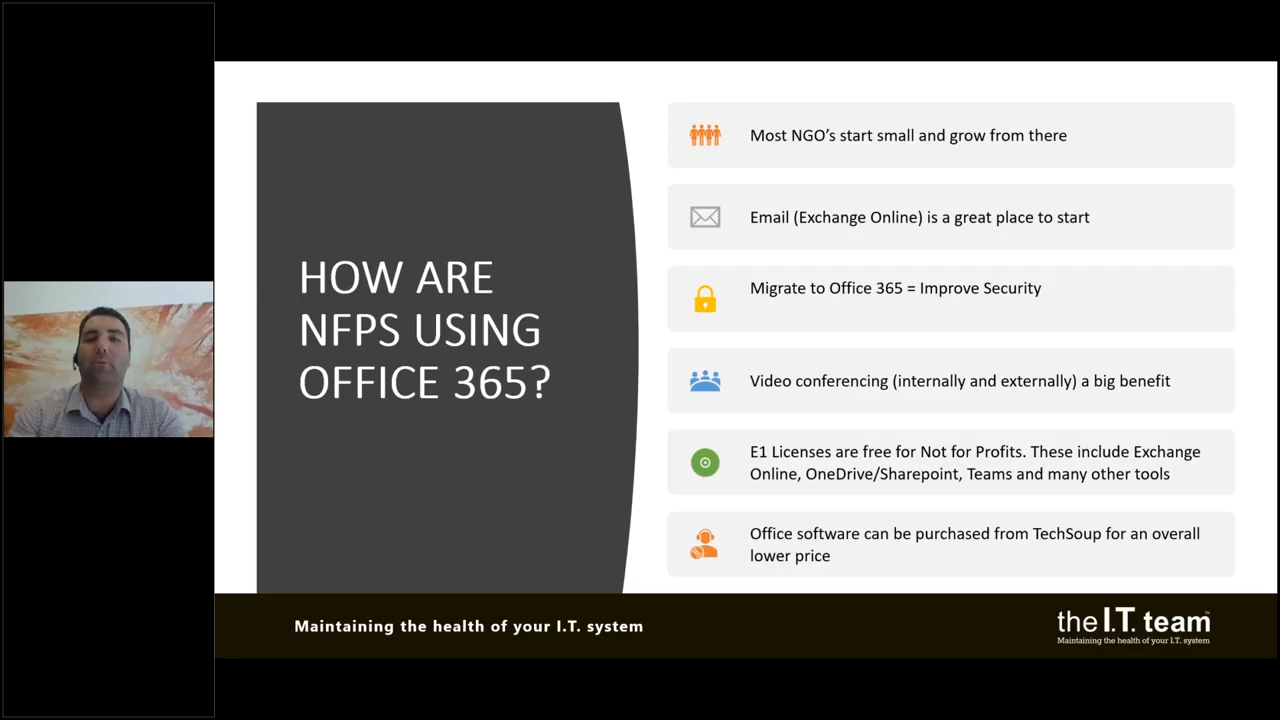 HOW ARE
NFPS USING
OFFICE 365?
Most NGO’s start small and grow from there
Email (Exchange Online) is a great place to start
Migrate to Office 365 = Improve Security
Video conferencing (internally and externally) a big benefit
E1 Licenses are free for Not for Profits. These include Exchange
Online, OneDrive/Sharepoint, Teams and many other tools
Office software can be purchased from TechSoup for an overall
lower price
Maintaining the health of your I.T. system
the I.T. team™
Maintaining the health of your I.T. system